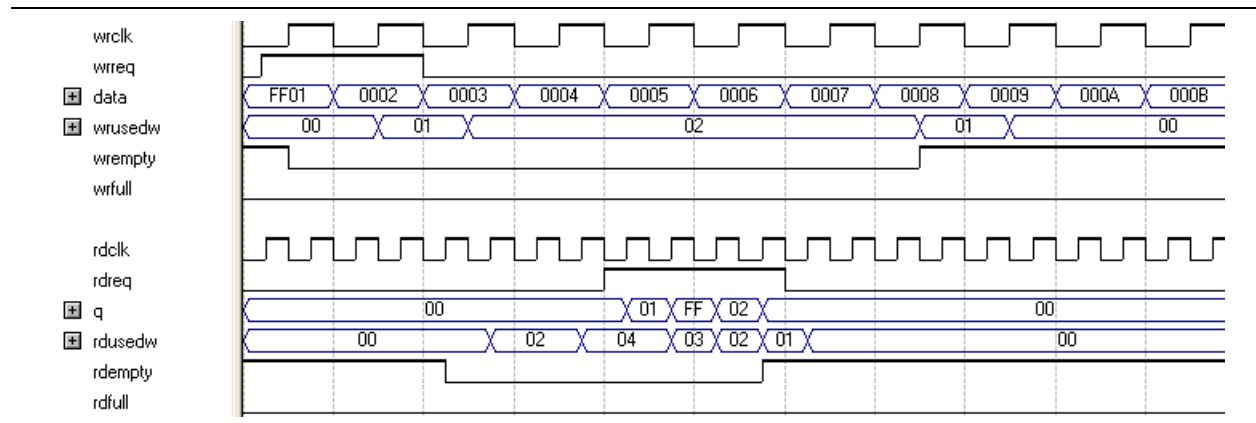 wrclk
wrreq
data FF01 0002 0003 0004 0005 0006 0007 0008 0009 000A 000B
wrusedw 00 01 02 01 00
wrempty
wrfull
rdclk
rdreq
q 00 01 FF 02 00
rdusedw 00 02 04 03 02 01 00
rdempty
rdfull